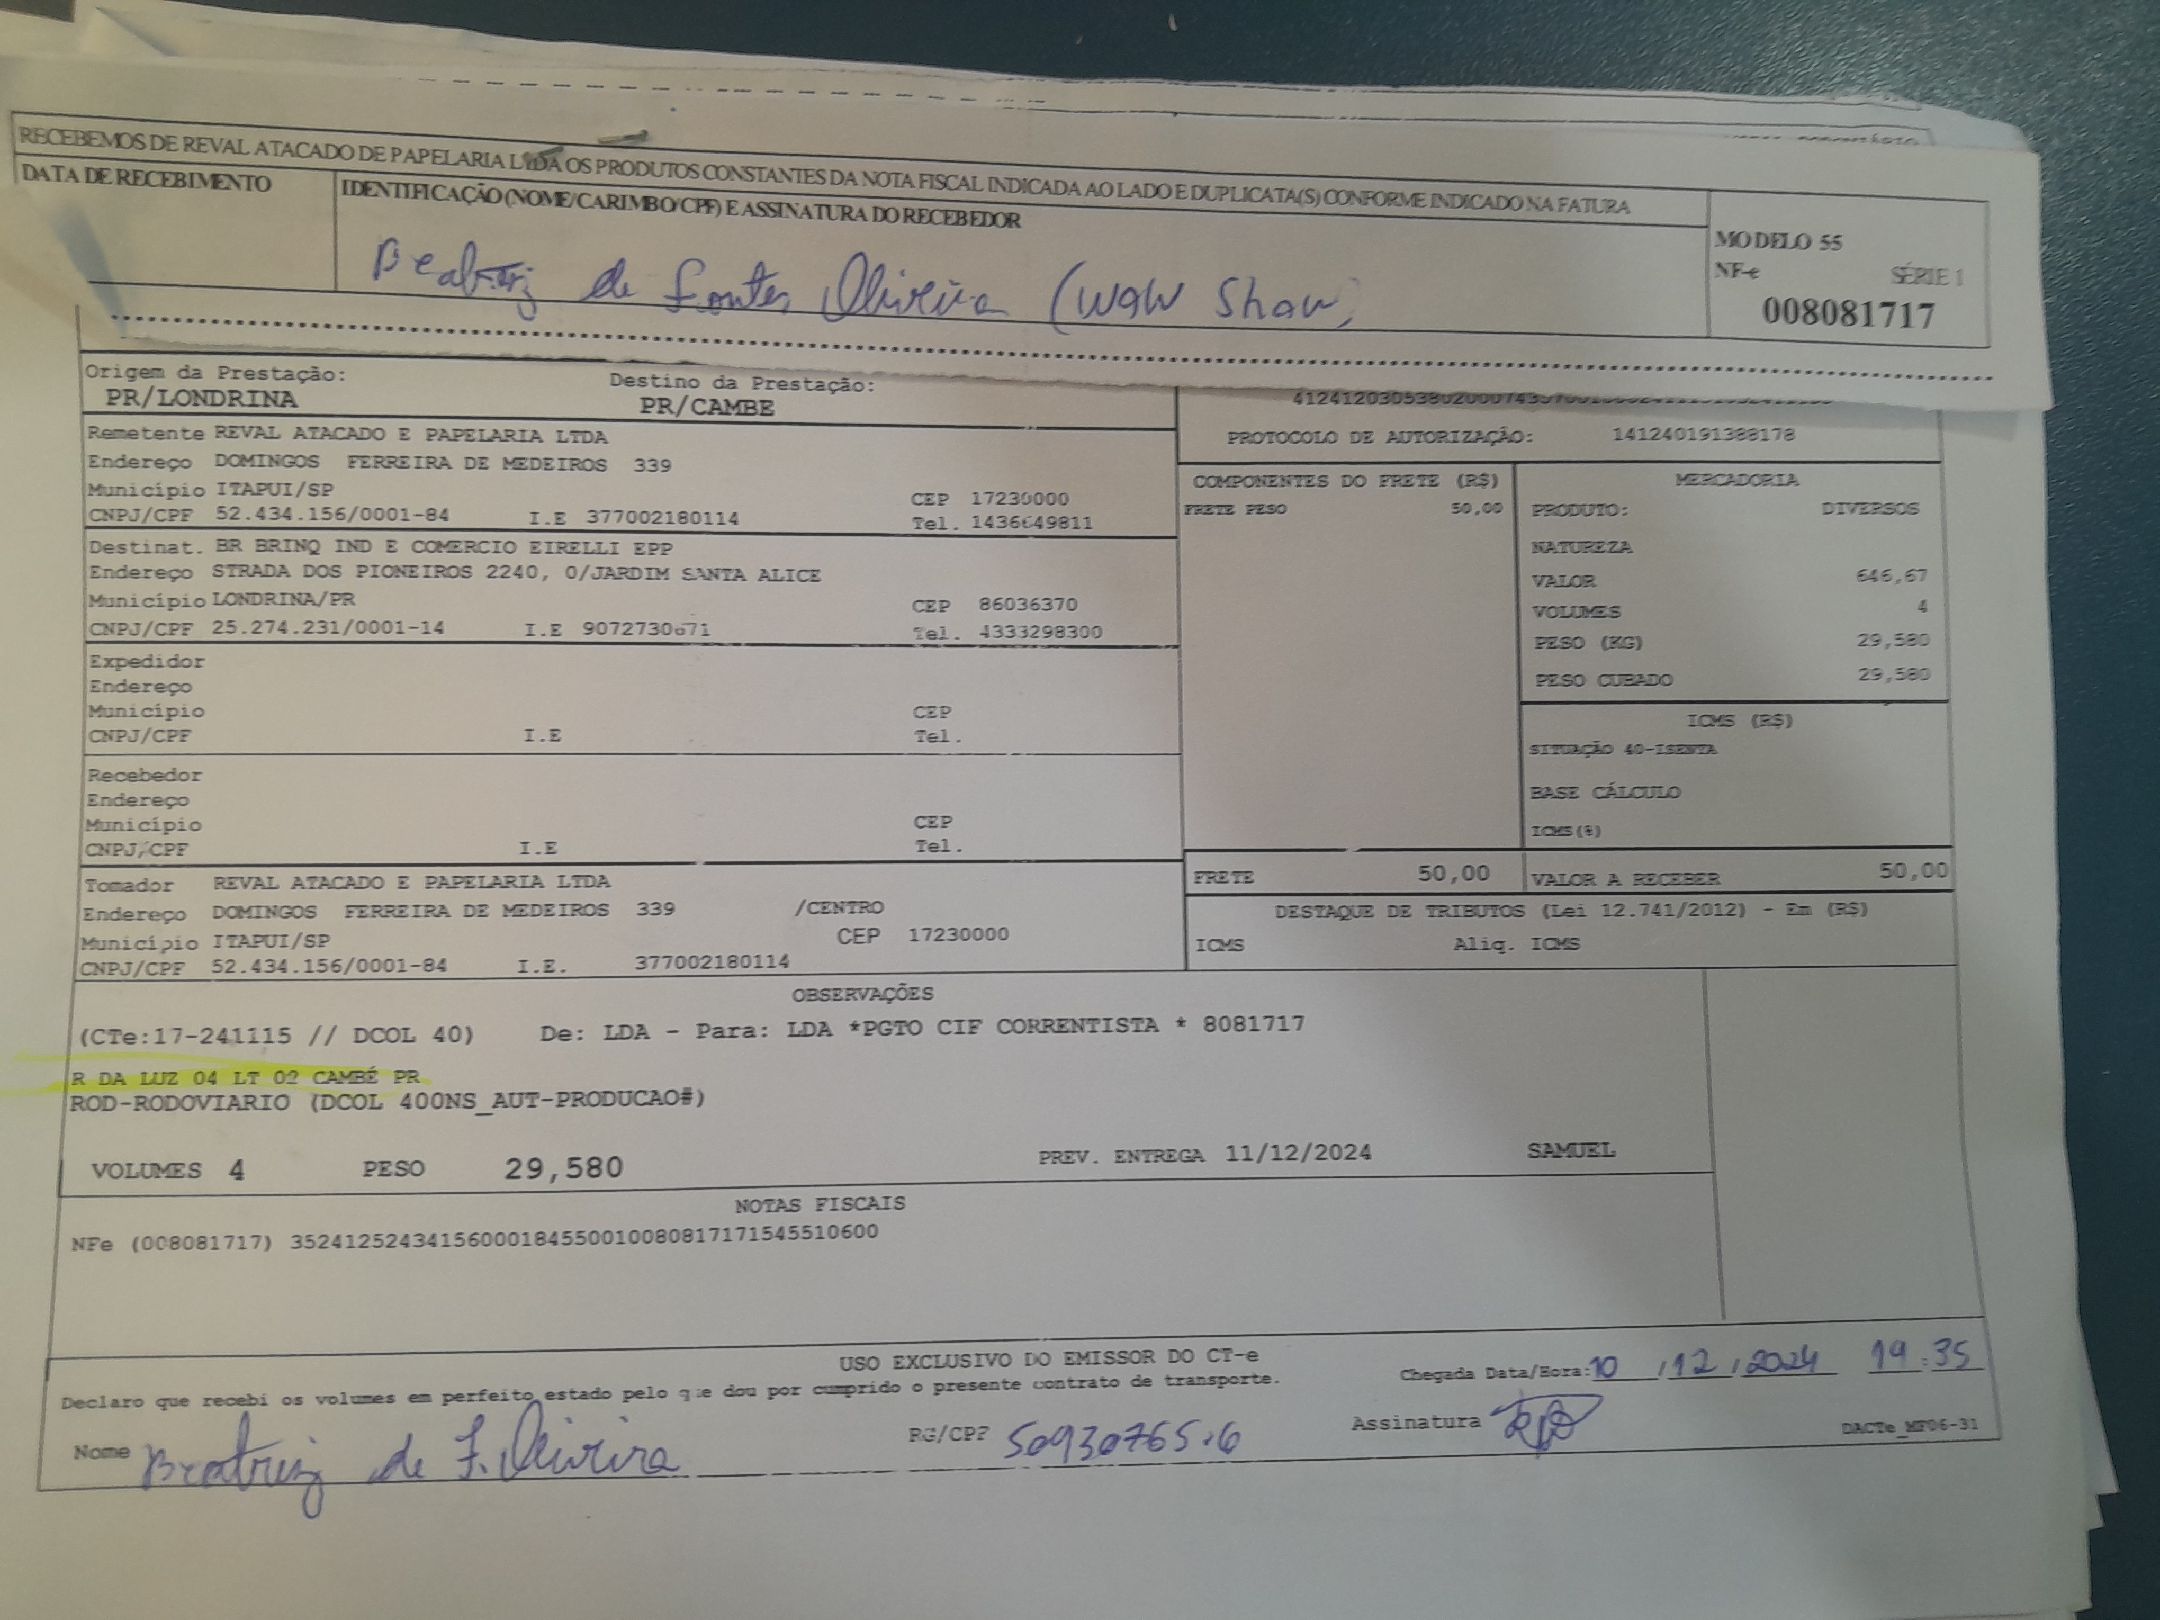 RECEBEMOS DE REVAL ATACADO DE PAPELARIA LTDA OS PRODUTOS CONSTANTES DA NOTA FISCAL INDICADA AO LADO E DUPLICATA(S) CONFORME INDICADO NA FATURA
DATA DE RECEBIMENTO
IDENTIFICAÇÃO (NOME/CARIMBO/CPF) E ASSINATURA DO RECEBEDOR
Beatriz de Fontes Oliveira (WOW Show)
MODELO 55
NF-e SÉRIE 1
008081717
Origem da Prestação: Destino da Prestação:
PR/LONDRINA PR/CAMBE
PROTOCOLO DE AUTORIZAÇÃO: 141240191388178
Remetente REVAL ATACADO E PAPELARIA LTDA
Endereço DOMINGOS FERREIRA DE MEDEIROS 339
Município ITAPUI/SP CEP 17230000
CNPJ/CPF 52.434.156/0001-84 I.E 377002180114 Tel. 1436649811
Destinat. BR BRINQ IND E COMERCIO EIRELLI EPP
Endereço STRADA DOS PIONEIROS 2240, 0/JARDIM SANTA ALICE
Município LONDRINA/PR CEP 86036370
CNPJ/CPF 25.274.231/0001-14 I.E 9072730671 Tel. 4333298300
Expedidor
Endereço
Município CEP
CNPJ/CPF I.E Tel.
Recebedor
Endereço
Município CEP
CNPJ/CPF I.E Tel.
Tomador REVAL ATACADO E PAPELARIA LTDA
Endereço DOMINGOS FERREIRA DE MEDEIROS 339 /CENTRO
Município ITAPUI/SP CEP 17230000
CNPJ/CPF 52.434.156/0001-84 I.E. 377002180114
COMPONENTES DO FRETE (R$)
FRETE PESO 50,00
MERCADORIA
PRODUTO: DIVERSOS
NATUREZA
VALOR 646,67
VOLUMES 4
PESO (KG) 29,580
PESO CUBADO 29,580
ICMS (R$)
SITUAÇÃO 40-ISENTA
BASE CÁLCULO
ICMS(%)
FRETE 50,00 VALOR A RECEBER 50,00
DESTAQUE DE TRIBUTOS (Lei 12.741/2012) - Em (R$)
ICMS Aliq. ICMS
OBSERVAÇÕES
(CTe:17-241115 // DCOL 40) De: LDA - Para: LDA *PGTO CIF CORRENTISTA * 8081717
R DA LUZ 04 LT 02 CAMBÉ PR
ROD-RODOVIARIO (DCOL 400NS_AUT-PRODUCAO#)
VOLUMES 4 PESO 29,580 PREV. ENTREGA 11/12/2024 SAMUEL
NOTAS FISCAIS
NFe (008081717) 35241252434156000184550010080817171545510600
USO EXCLUSIVO DO EMISSOR DO CT-e
Declaro que recebi os volumes em perfeito estado pelo que dou por cumprido o presente contrato de transporte.
Chegada Data/Hora: 10/12/2024 19:35
Nome Beatriz de F. Oliveira RG/CPF 50930765.6 Assinatura
DACTe_MF06-31